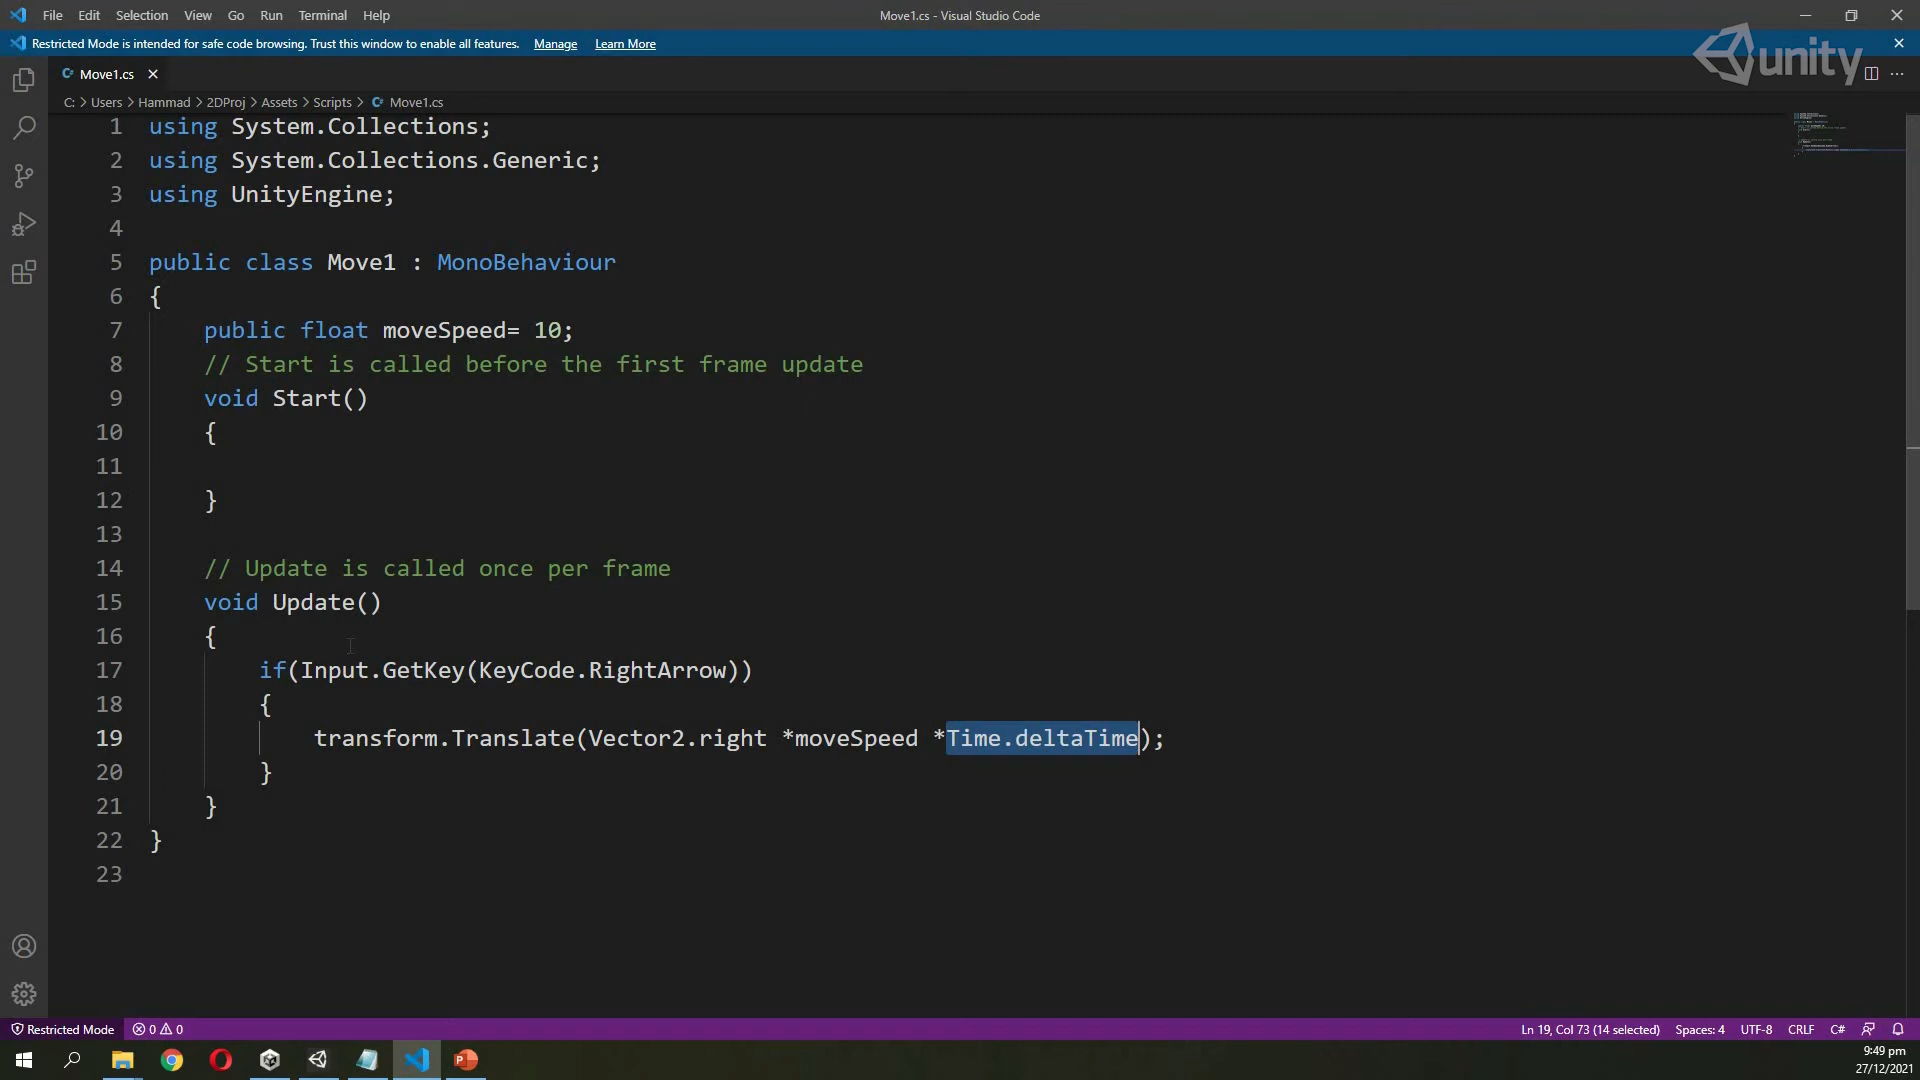 File Edit Selection View Go Run Terminal Help
Move1.cs - Visual Studio Code
Restricted Mode is intended for safe code browsing. Trust this window to enable all features. Manage Learn More
unity
Move1.cs
C: > Users > Hammad > 2DProj > Assets > Scripts > Move1.cs
1 using System.Collections;
2 using System.Collections.Generic;
3 using UnityEngine;
4
5 public class Move1 : MonoBehaviour
6 {
7 public float moveSpeed= 10;
8 // Start is called before the first frame update
9 void Start()
10 {
11
12 }
13
14 // Update is called once per frame
15 void Update()
16 {
17 if(Input.GetKey(KeyCode.RightArrow))
18 {
19 transform.Translate(Vector2.right *moveSpeed *Time.deltaTime);
20 }
21 }
22 }
23
Restricted Mode 0 0 Ln 19, Col 73 (14 selected) Spaces: 4 UTF-8 CRLF C#
9:49 pm
27/12/2021